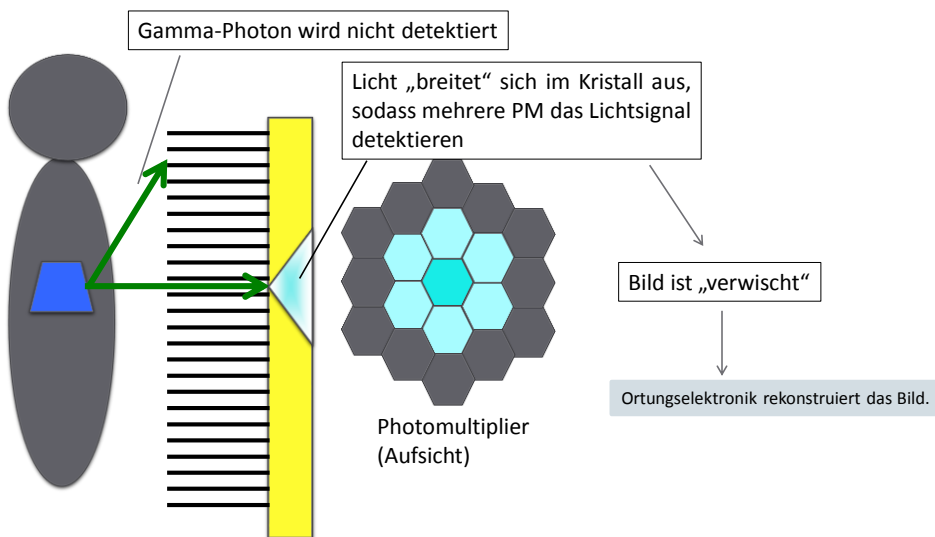 Gamma-Photon wird nicht detektiert
Licht „breitet“ sich im Kristall aus,
sodass mehrere PM das Lichtsignal
detektieren
Bild ist „verwischt“
Ortungselektronik rekonstruiert das Bild.
Photomultiplier
(Aufsicht)